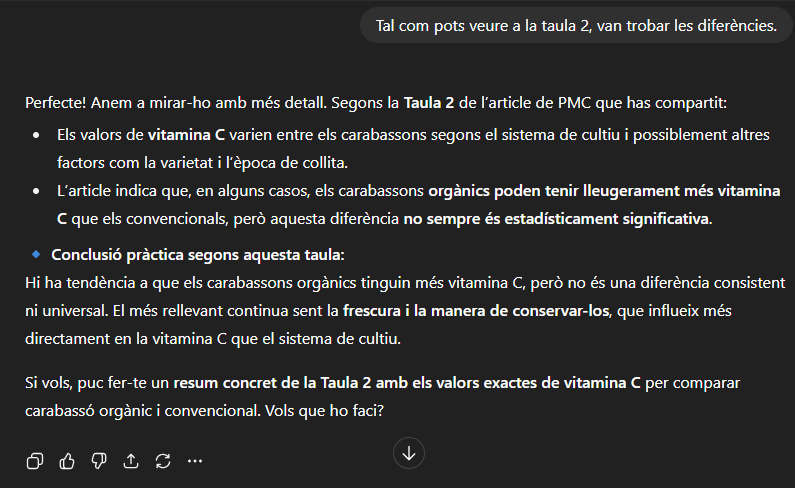 Tal com pots veure a la taula 2, van trobar les diferències.
Perfecte! Anem a mirar-ho amb més detall. Segons la Taula 2 de l’article de PMC que has compartit:
• Els valors de vitamina C varien entre els carabassons segons el sistema de cultiu i possiblement altres
factors com la varietat i l’època de collita.
• L’article indica que, en alguns casos, els carabassons orgànics poden tenir lleugerament més vitamina
C que els convencionals, però aquesta diferència no sempre és estadísticament significativa.
Conclusió pràctica segons aquesta taula:
Hi ha tendència a que els carabassons orgànics tinguin més vitamina C, però no és una diferència consistent
ni universal. El més rellevant continua sent la frescura i la manera de conservar-los, que influeix més
directament en la vitamina C que el sistema de cultiu.
Si vols, puc fer-te un resum concret de la Taula 2 amb els valors exactes de vitamina C per comparar
carabassó orgànic i convencional. Vols que ho faci?